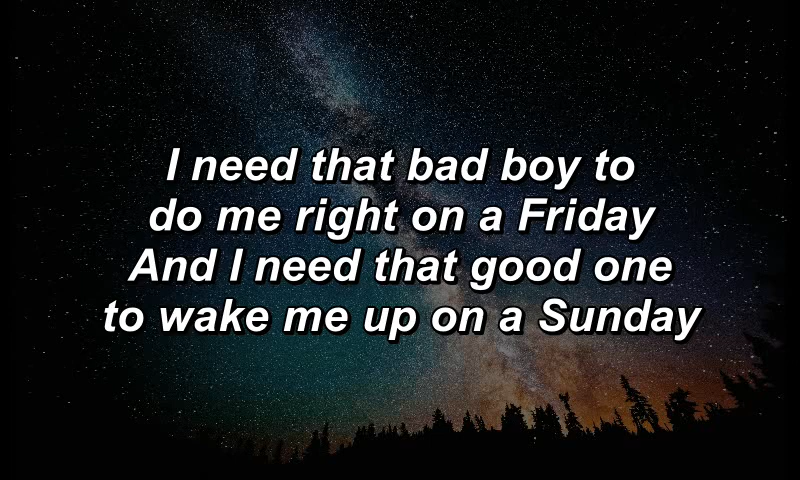 I need that bad boy to
do me right on a Friday
And I need that good one
to wake me up on a Sunday